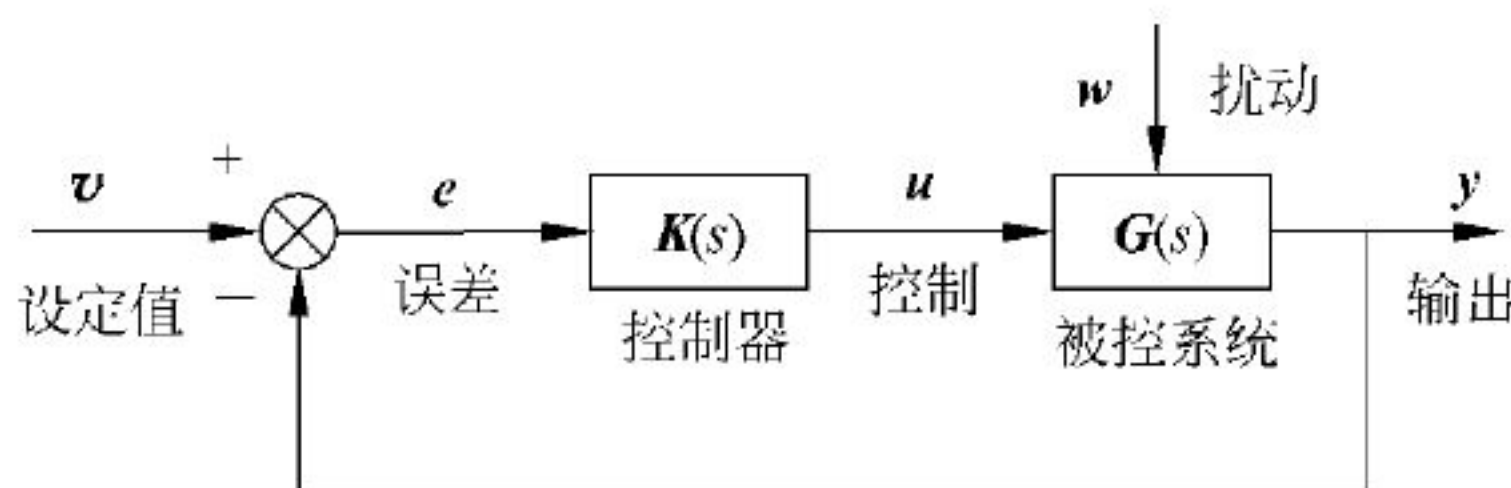 w 扰动
+
v e u y
K(s) G(s)
设定值 − 误差 控制 输出
控制器 被控系统